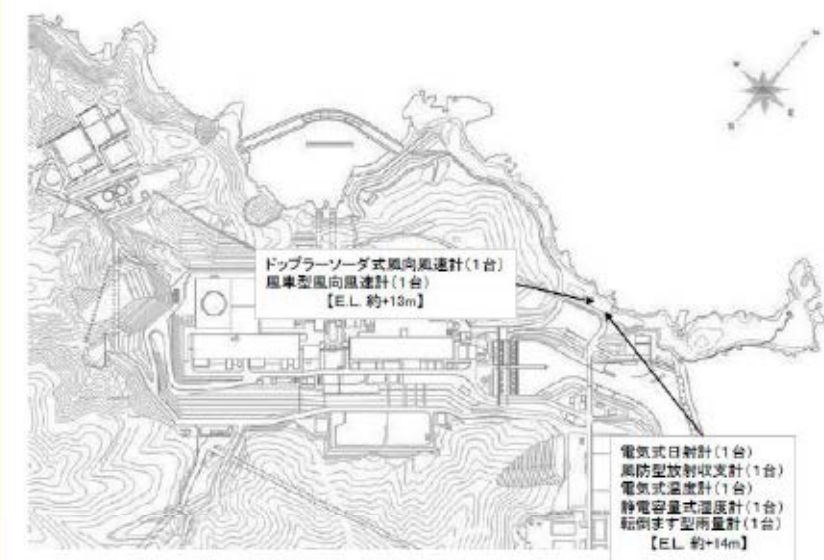 ドップラーソーダ式風向風速計(1台)
風車型風向風速計(1台)
【E.L. 約+13m】
電気式日射計(1台)
風防型放射収支計(1台)
電気式温度計(1台)
静電容量式湿度計(1台)
転倒ます型雨量計(1台)
【E.L. 約+14m】